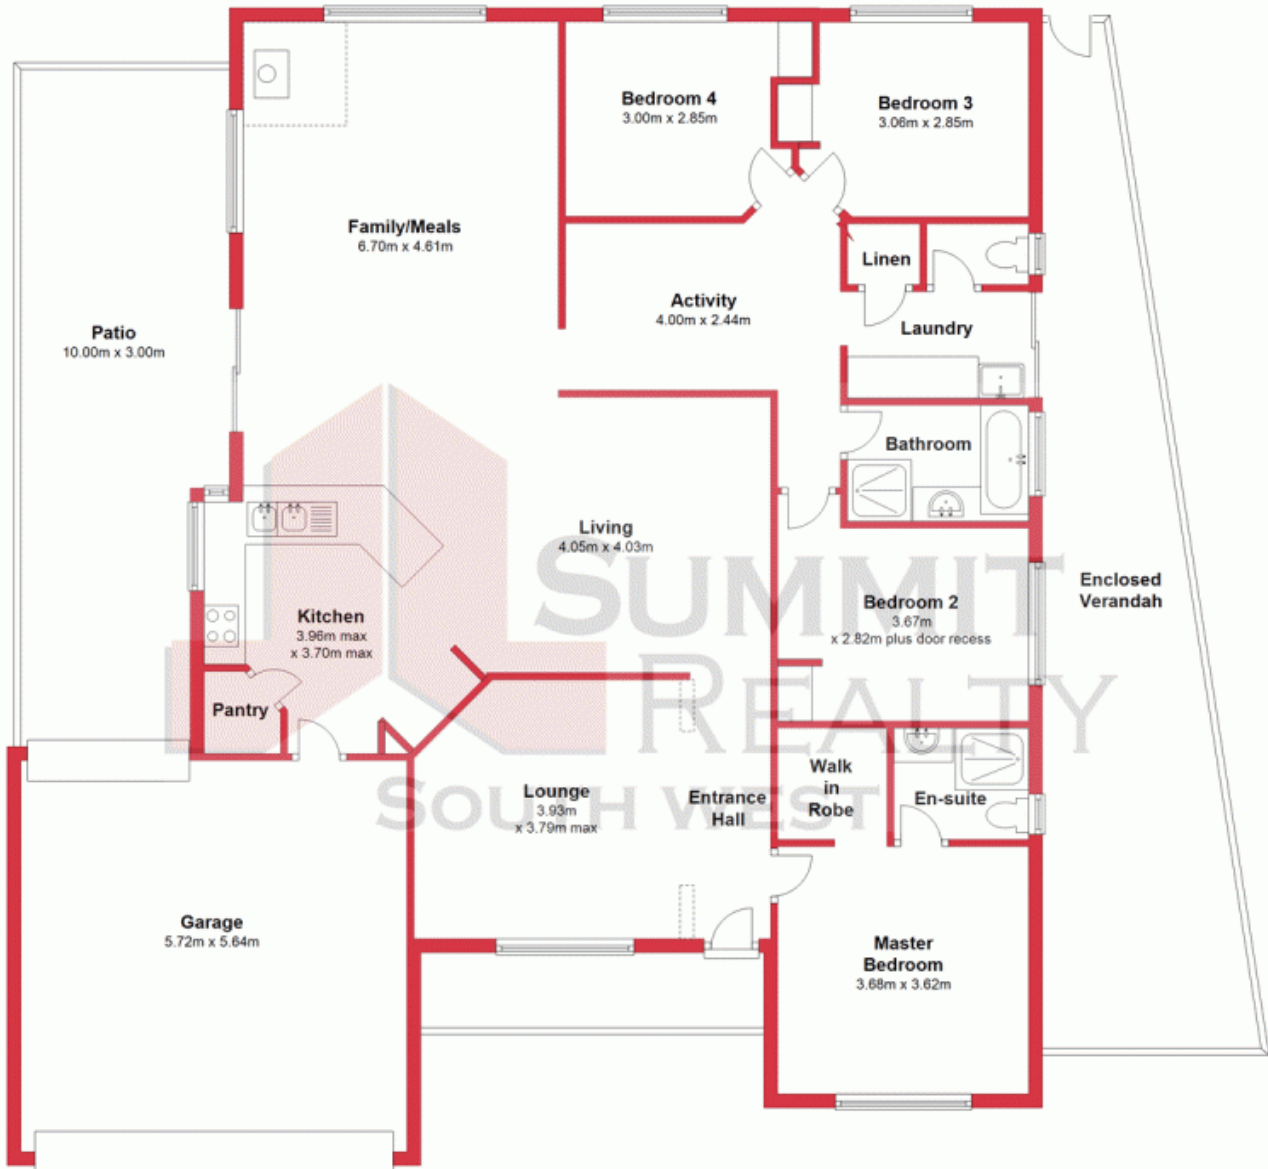 Bedroom 4
3.00m x 2.85m
Bedroom 3
3.06m x 2.85m
Family/Meals
6.70m x 4.61m
Linen
Activity
4.00m x 2.44m
Laundry
Patio
10.00m x 3.00m
Bathroom
Living
4.05m x 4.03m
SUMMIT
REALTY
SOUTH WEST
Enclosed
Verandah
Bedroom 2
3.67m
x 2.82m plus door recess
Kitchen
3.96m max
x 3.70m max
Pantry
Walk
in
Robe
En-suite
Lounge
3.93m
x 3.79m max
Entrance
Hall
Garage
5.72m x 5.64m
Master
Bedroom
3.68m x 3.62m